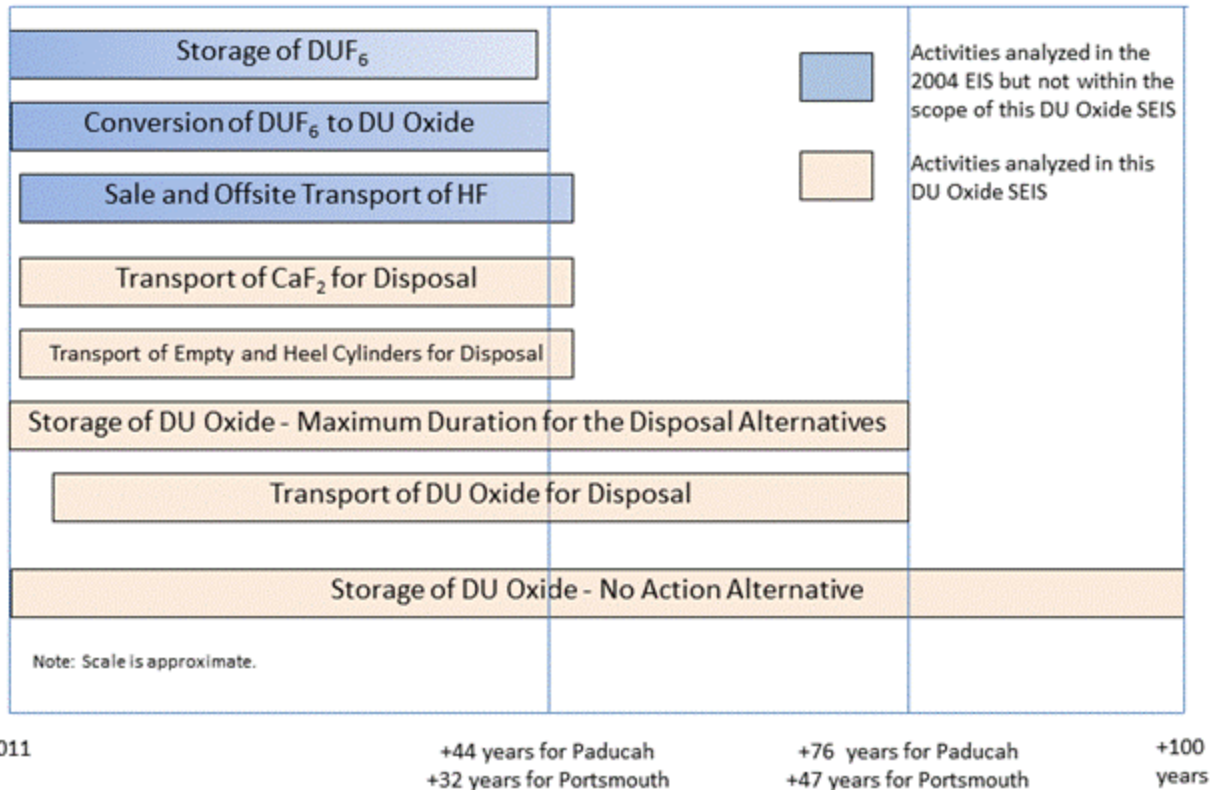 Storage of DUF₆
Conversion of DUF₆ to DU Oxide
Sale and Offsite Transport of HF
Transport of CaF₂ for Disposal
Transport of Empty and Heel Cylinders for Disposal
Storage of DU Oxide - Maximum Duration for the Disposal Alternatives
Transport of DU Oxide for Disposal
Storage of DU Oxide - No Action Alternative
Note: Scale is approximate.
Activities analyzed in the
2004 EIS but not within the
scope of this DU Oxide SEIS
Activities analyzed in this
DU Oxide SEIS
011
+44 years for Paducah
+32 years for Portsmouth
+76 years for Paducah
+47 years for Portsmouth
+100
years